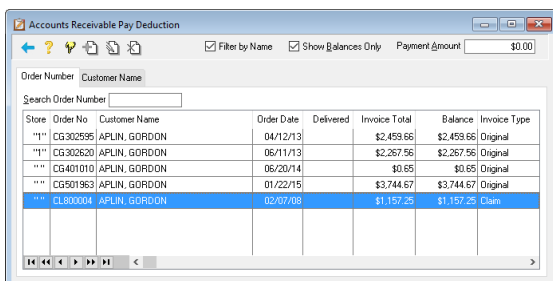 Accounts Receivable Pay Deduction
Filter by Name Show Balances Only Payment Amount $0.00
Order Number Customer Name
Search Order Number
Store Order No Customer Name Order Date Delivered Invoice Total Balance Invoice Type
"1" CG302595 APLIN, GORDON 04/12/13 $2,459.66 $2,459.66 Original
"1" CG302620 APLIN, GORDON 06/11/13 $2,267.56 $2,267.56 Original
" " CG401010 APLIN, GORDON 06/20/14 $0.65 $0.65 Original
" " CG501963 APLIN, GORDON 01/22/15 $3,744.67 $3,744.67 Original
" " CL800004 APLIN, GORDON 02/07/08 $1,157.25 $1,157.25 Claim